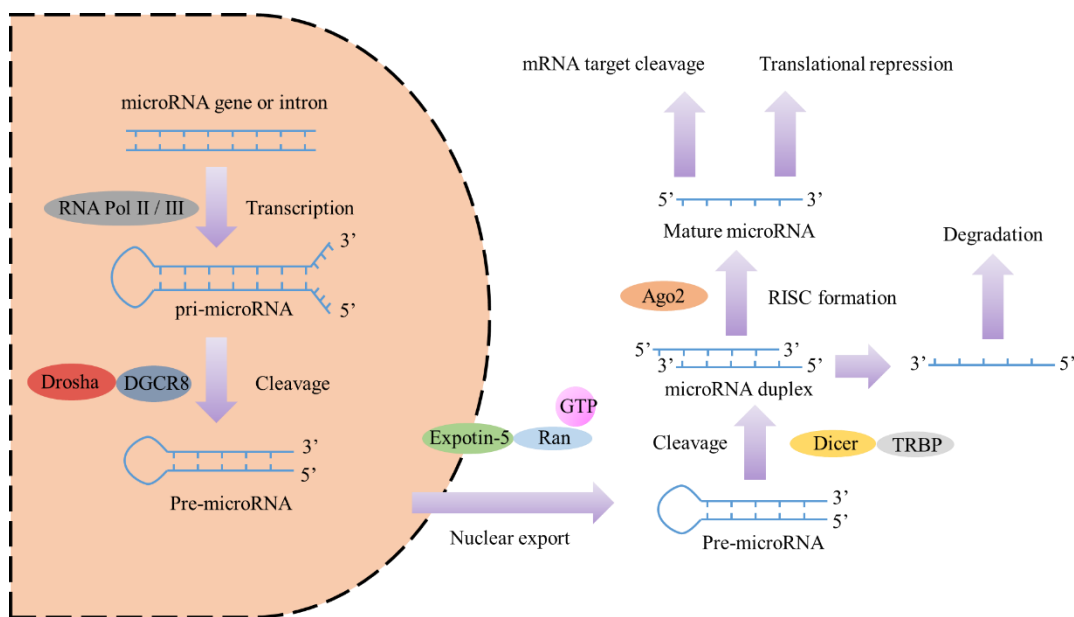 microRNA gene or intron
RNA Pol II / III
Transcription
3’
pri-microRNA
5’
Drosha
DGCR8
Cleavage
3’
5’
Pre-microRNA
GTP
Expotin-5
Ran
Nuclear export
mRNA target cleavage
Translational repression
5’
3’
Mature microRNA
Degradation
Ago2
RISC formation
5’
3’
3’
5’
microRNA duplex
3’
5’
Cleavage
Dicer
TRBP
3’
5’
Pre-microRNA